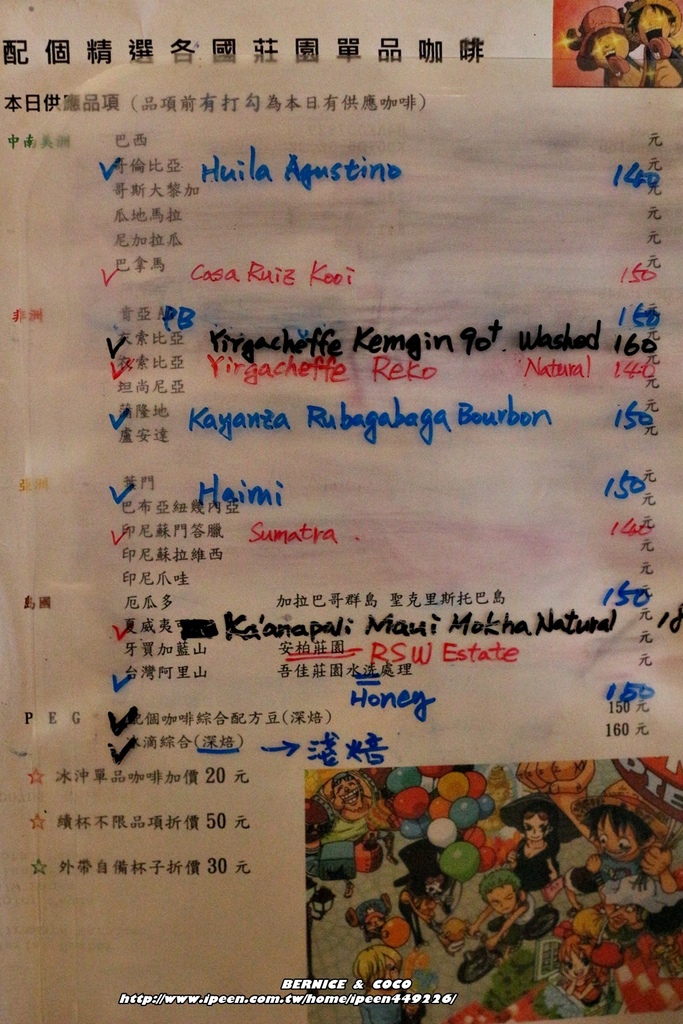 配個精選各國莊園單品咖啡
本日供應品項 (品項前有打勾為本日有供應咖啡)
中南美洲 巴西 元
✓ 哥倫比亞 Huila Agustino 140 元
哥斯大黎加 元
瓜地馬拉 元
尼加拉瓜 元
✓ 巴拿馬 Casa Ruiz Kooi 150 元
非洲 肯亞 PB 150 元
✓ 衣索比亞 Yirgacheffe Kemgin 90+. Washed 160 元
✓ 衣索比亞 Yirgacheffe Reko Natural 140 元
坦尚尼亞 元
✓ 蒲隆地 Kayanza Rubagabaga Bourbon 150 元
盧安達 元
亞洲 ✓ 葉門 Haimi 150 元
巴布亞紐幾內亞 元
✓ 印尼蘇門答臘 Sumatra. 140 元
印尼蘇拉維西 元
印尼爪哇 元
島國 厄瓜多 加拉巴哥群島 聖克里斯托巴島 150 元
✓ 夏威夷 Ka'anapali Maui Mokha Natural 18
牙買加藍山 安柏莊園 RSW Estate 元
✓ 台灣阿里山 吾佳莊園水洗處理 元
Honey 150
PEG ✓ 配個咖啡綜合配方豆(深焙) 150 元
✓ 冰滴綜合(深焙) → 淺焙 160 元
☆ 冰沖單品咖啡加價 20 元
☆ 續杯不限品項折價 50 元
☆ 外帶自備杯子折價 30 元
BERNICE & COCO
http://www.ipeen.com.tw/home/ipeen449226/